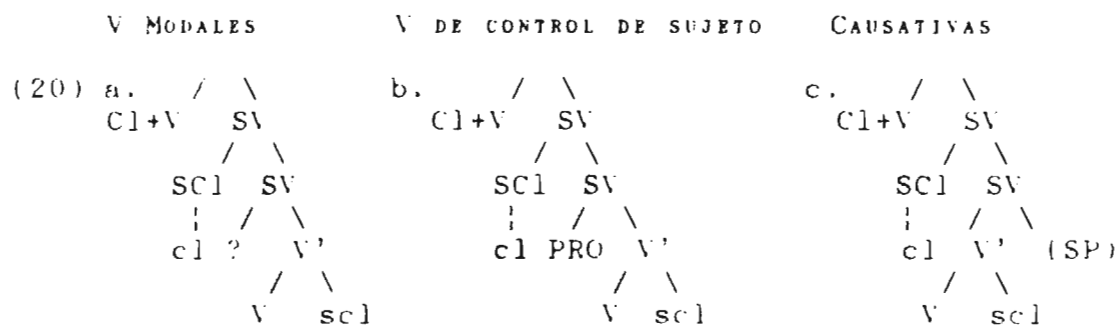 V MODALES V DE CONTROL DE SUJETO CAUSATIVAS
(20) a. / \ b. / \ c. / \
Cl+V SV Cl+V SV Cl+V SV
/ \ / \ / \
SCl SV SCl SV SCl SV
¦ / \ ¦ / \ ¦ / \
cl ? V' cl PRO V' cl V' (SP)
/ \ / \ / \
V scl V scl V scl